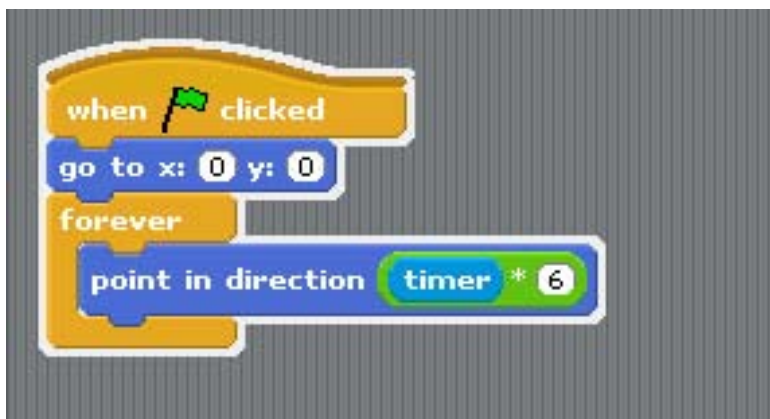 when clicked
go to x: 0 y: 0
forever
point in direction timer * 6